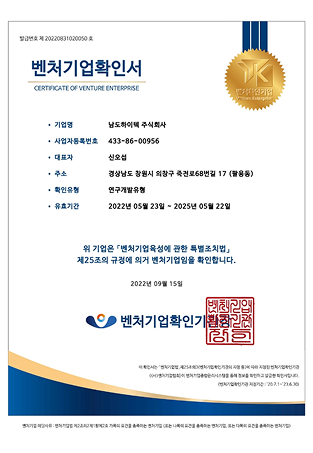 발급번호 제 20220831020050 호
벤처기업확인서
CERTIFICATE OF VENTURE ENTERPRISE
벤처확인기업
Venture Enterprise
• 기업명 남도하이텍 주식회사
• 사업자등록번호 433-86-00956
• 대표자 신오섭
• 주소 경상남도 창원시 의창구 죽전로68번길 17 (팔용동)
• 확인유형 연구개발유형
• 유효기간 2022년 05월 23일 ~ 2025년 05월 22일
위 기업은 「벤처기업육성에 관한 특별조치법」
제25조의 규정에 의거 벤처기업임을 확인합니다.
2022년 09월 15일
벤처기업확인기관장